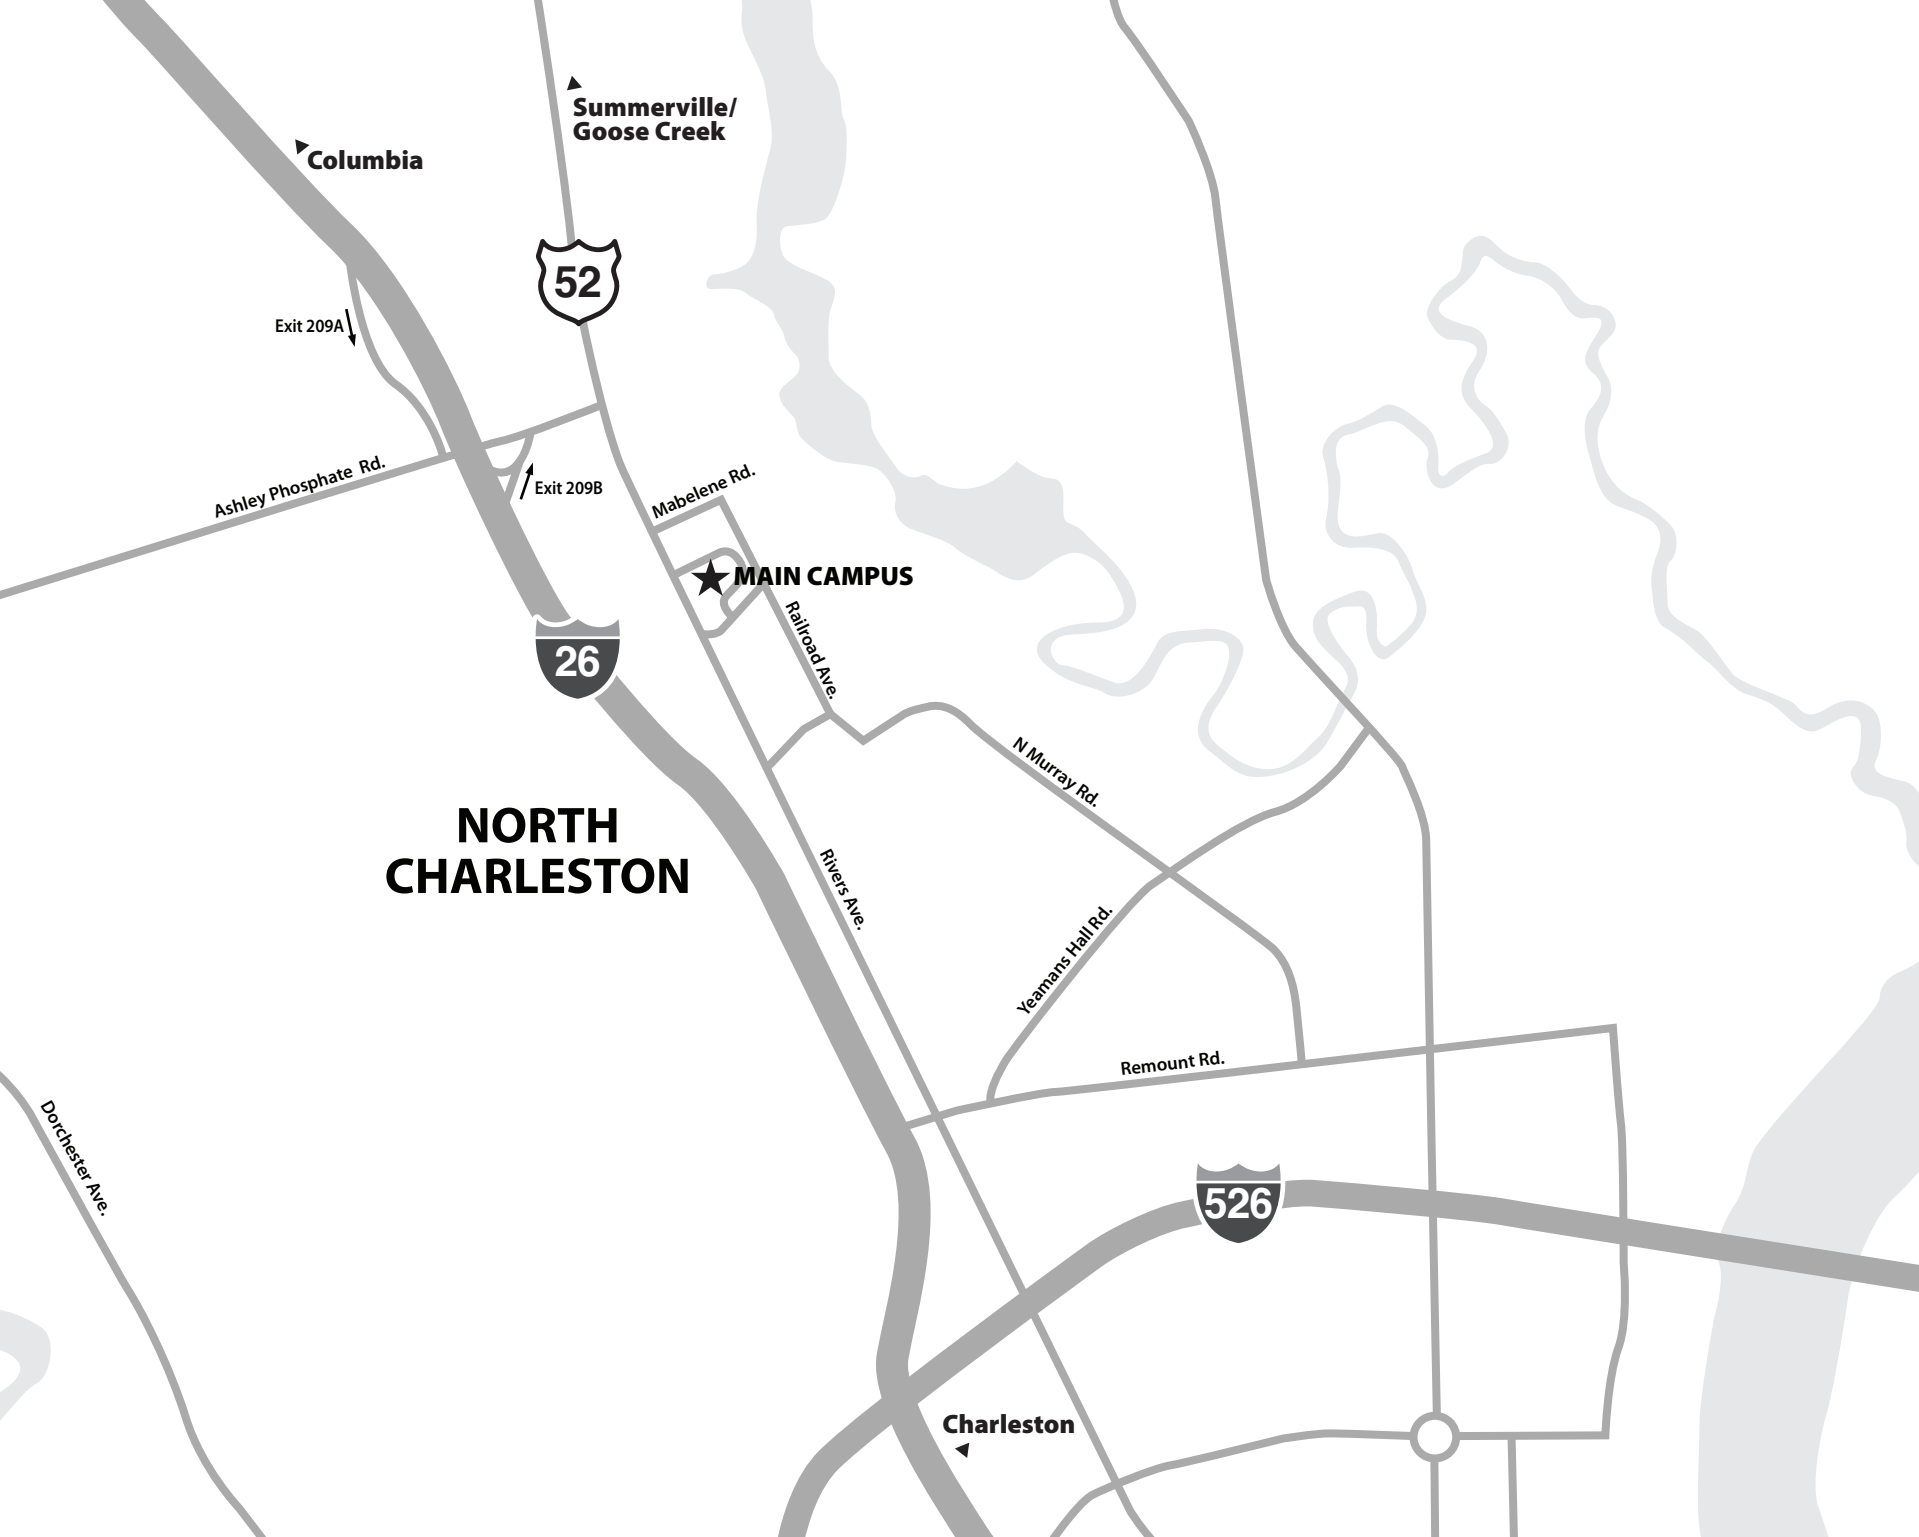 Summerville/
Goose Creek
Columbia
52
Exit 209A
Ashley Phosphate Rd.
Exit 209B
Mabelene Rd.
MAIN CAMPUS
Railroad Ave.
26
N Murray Rd.
NORTH
CHARLESTON
Rivers Ave.
Yeamans Hall Rd.
Remount Rd.
Dorchester Ave.
526
Charleston